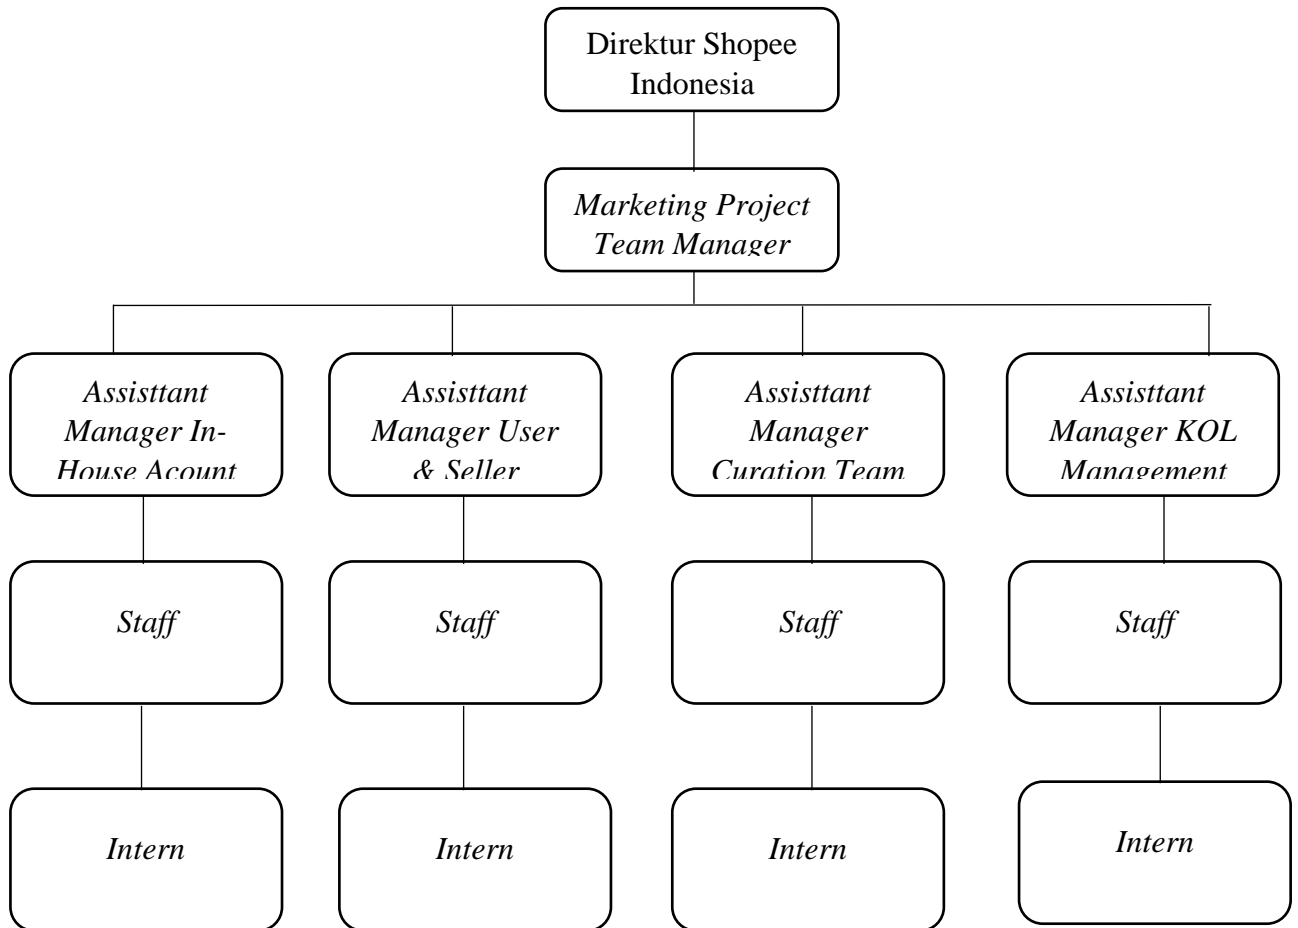 Direktur Shopee
Indonesia
Marketing Project
Team Manager
Assisttant
Manager In-
House Acount
Assisttant
Manager User
& Seller
Assisttant
Manager
Curation Team
Assisttant
Manager KOL
Management
Staff
Staff
Staff
Staff
Intern
Intern
Intern
Intern